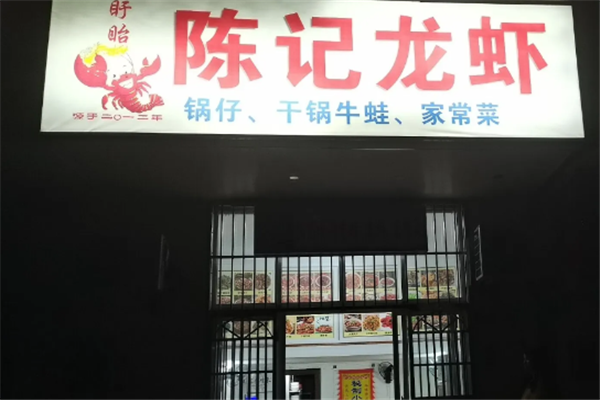 盱眙
陈记龙虾
源于二〇一二年
锅仔、干锅牛蛙、家常菜